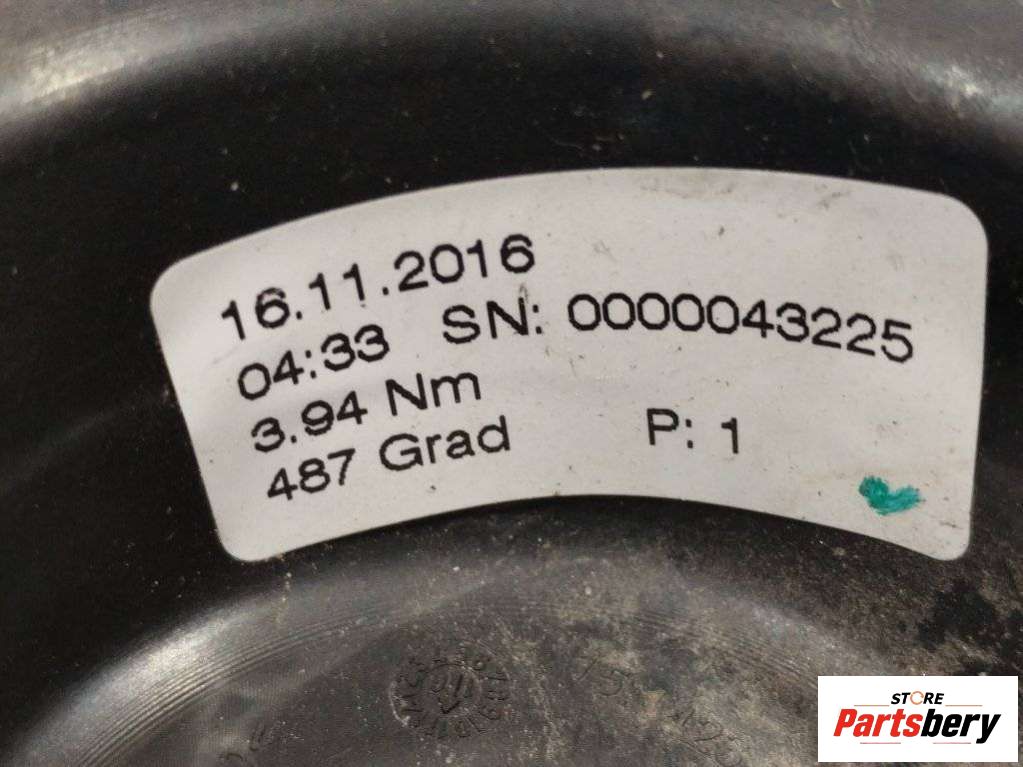 16.11.2016
04:33 SN: 0000043225
3.94 Nm
487 Grad P: 1
STORE
Partsbery